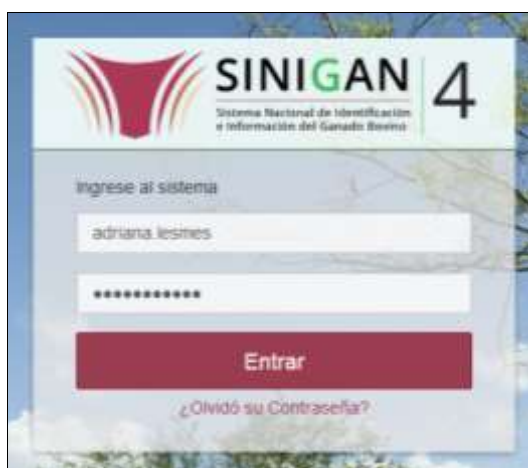 SINIGAN 4
Sistema Nacional de Identificación
e Información del Ganado Bovino
Ingrese al sistema
adriana.lesmes
•••••••••••
Entrar
¿Olvidó su Contraseña?